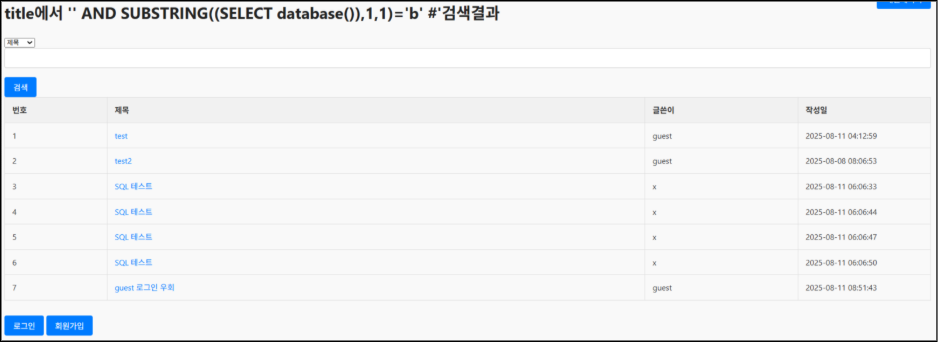 title에서 '' AND SUBSTRING((SELECT database()),1,1)='b' #'검색결과
제목
검색
번호 제목 글쓴이 작성일
1 test guest 2025-08-11 04:12:59
2 test2 guest 2025-08-08 08:06:53
3 SQL 테스트 x 2025-08-11 06:06:33
4 SQL 테스트 x 2025-08-11 06:06:44
5 SQL 테스트 x 2025-08-11 06:06:47
6 SQL 테스트 x 2025-08-11 06:06:50
7 guest 로그인 우회 guest 2025-08-11 08:51:43
로그인 회원가입